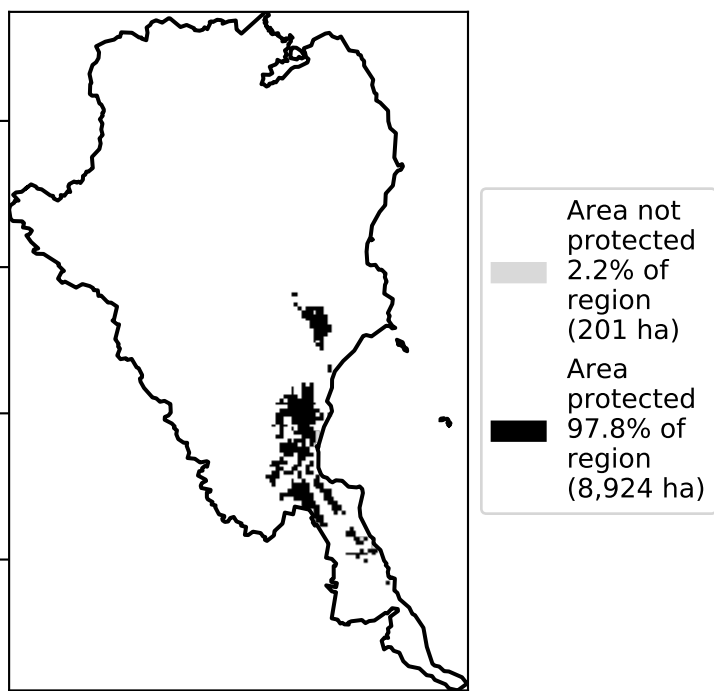 Area not
protected
2.2% of
region
(201 ha)
Area
protected
97.8% of
region
(8,924 ha)